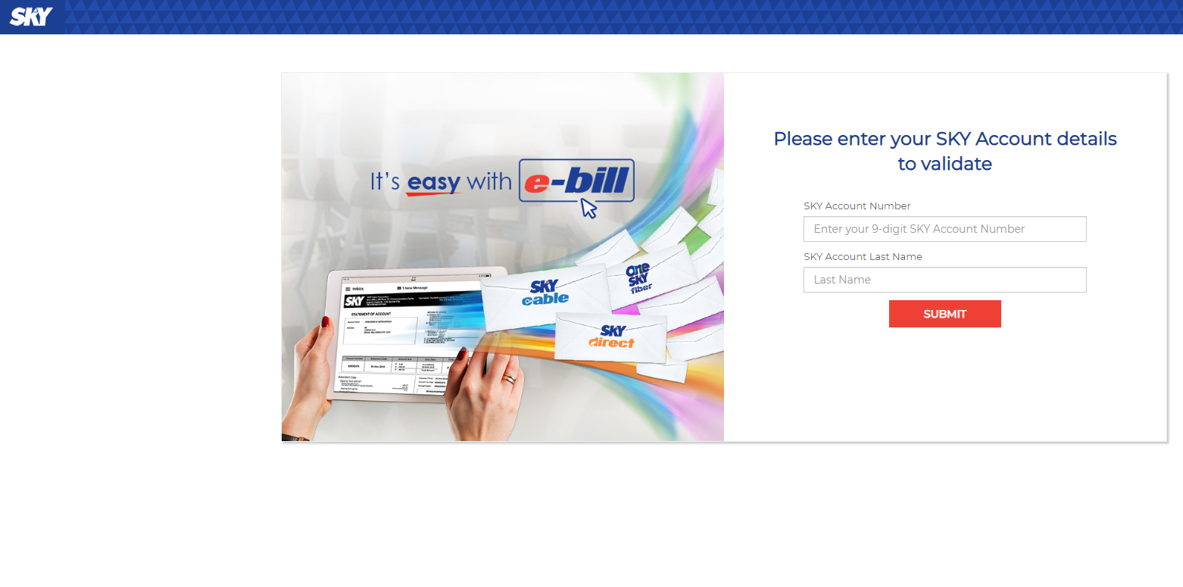 SKY
It's easy with e-bill
Please enter your SKY Account details
to validate
SKY Account Number
Enter your 9-digit SKY Account Number
SKY Account Last Name
Last Name
SUBMIT
INBOX
1 New Message
SKY
STATEMENT OF ACCOUNT
SKY
cable
ONE
SKY
fiber
SKY
direct